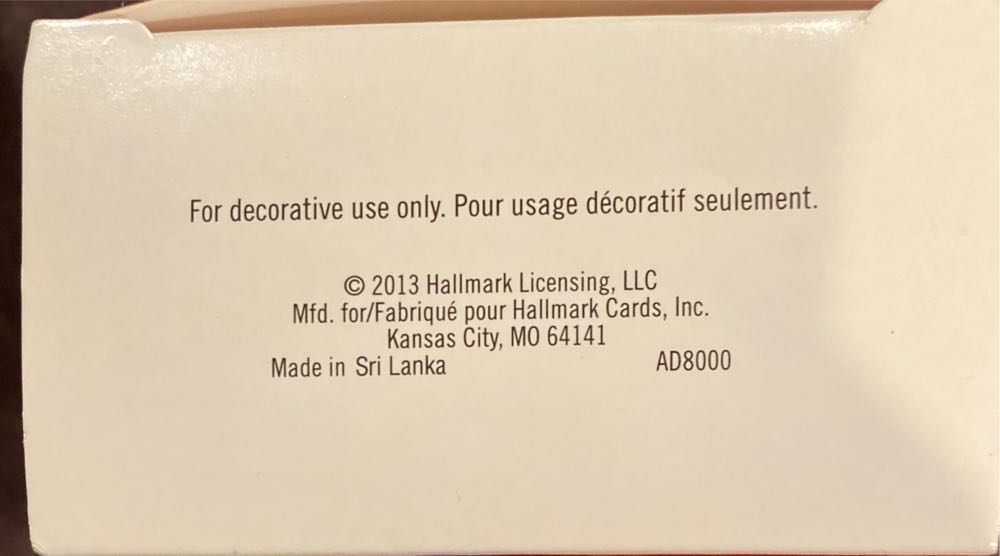 For decorative use only. Pour usage décoratif seulement.
© 2013 Hallmark Licensing, LLC
Mfd. for/Fabriqué pour Hallmark Cards, Inc.
Kansas City, MO 64141
Made in Sri Lanka AD8000